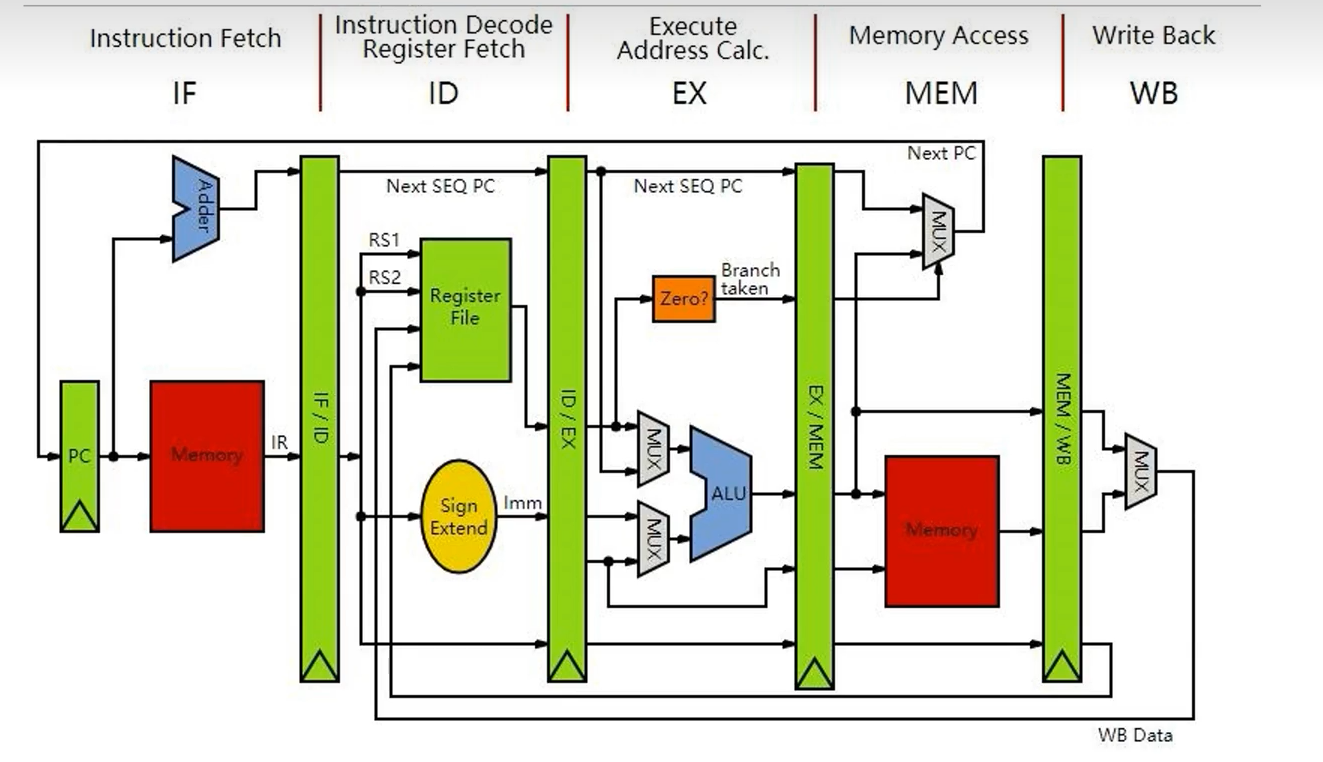 Instruction Fetch
IF
Instruction Decode
Register Fetch
ID
Execute
Address Calc.
EX
Memory Access
MEM
Write Back
WB
Next PC
Adder
Next SEQ PC
Next SEQ PC
MUX
RS1
RS2
Register
File
Zero?
Branch
taken
PC
Memory
IR
IF / ID
ID / EX
EX / MEM
MEM / WB
MUX
ALU
MUX
Sign
Extend
Imm
Memory
MUX
WB Data